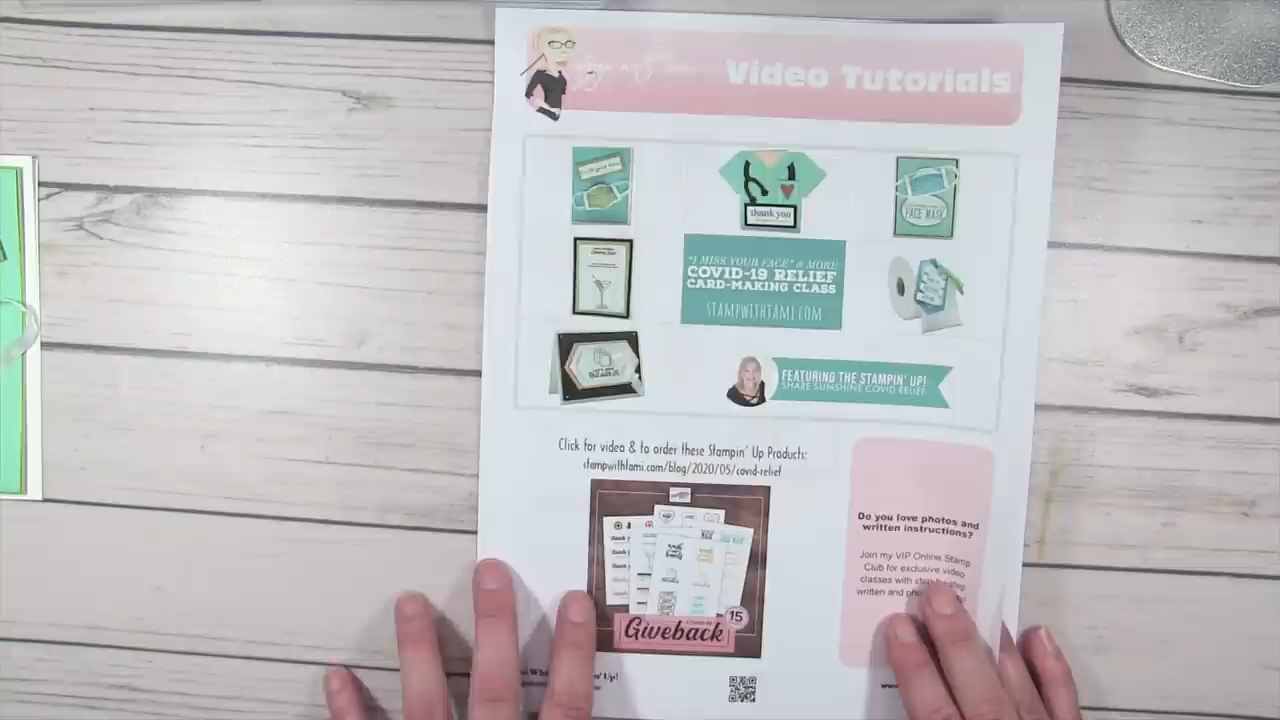 Video Tutorials
thank you
FACE MASK
"I MISS YOUR FACE" & MORE
COVID-19 RELIEF
CARD-MAKING CLASS
STAMPWITHTAMI.COM
FEATURING THE STAMPIN' UP!
SHARE SUNSHINE COVID RELIEF
Click for video & to order these Stampin' Up Products:
stampwithtami.com/blog/2020/05/covid-relief
15
Giveback
Do you love photos and
written instructions?
Join my VIP Online Stamp
Club for exclusive video
classes with step
written and
Up!